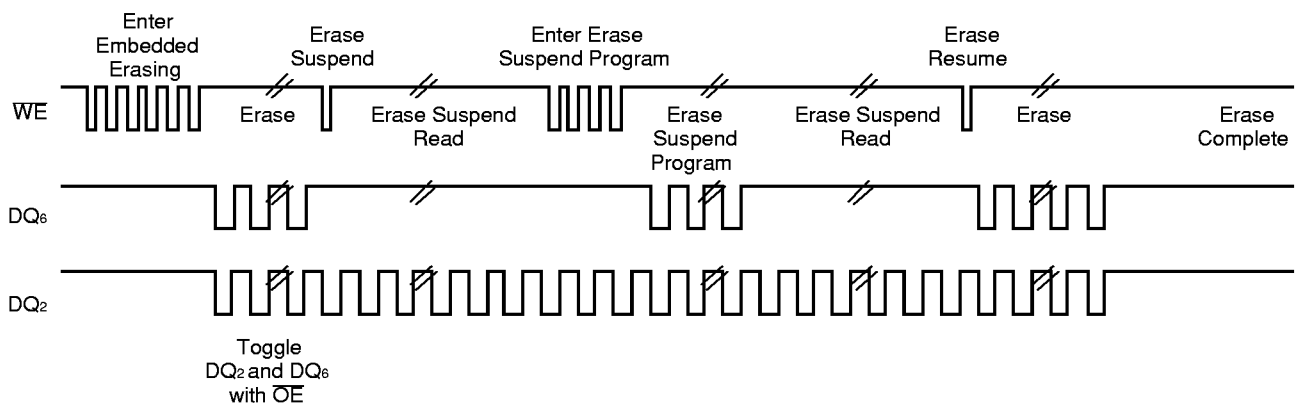 Enter
Embedded
Erasing
Erase
Suspend
Enter Erase
Suspend Program
Erase
Resume
WE
Erase
Erase Suspend
Read
Erase
Suspend
Program
Erase Suspend
Read
Erase
Erase
Complete
DQ6
DQ2
Toggle
DQ2 and DQ6
with OE